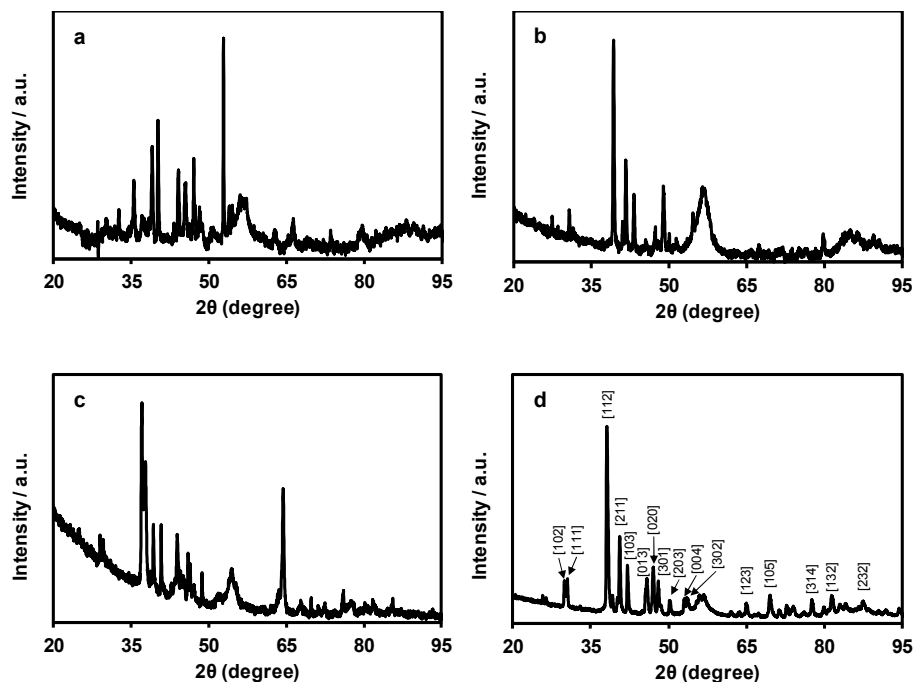 a
Intensity / a.u.
20 35 50 65 80 95
2θ (degree)
b
Intensity / a.u.
20 35 50 65 80 95
2θ (degree)
c
Intensity / a.u.
20 35 50 65 80 95
2θ (degree)
d
Intensity / a.u.
[102]
[111]
[112]
[211]
[103]
[013]
[020]
[301]
[203]
[004]
[302]
[123]
[105]
[314]
[132]
[232]
20 35 50 65 80 95
2θ (degree)